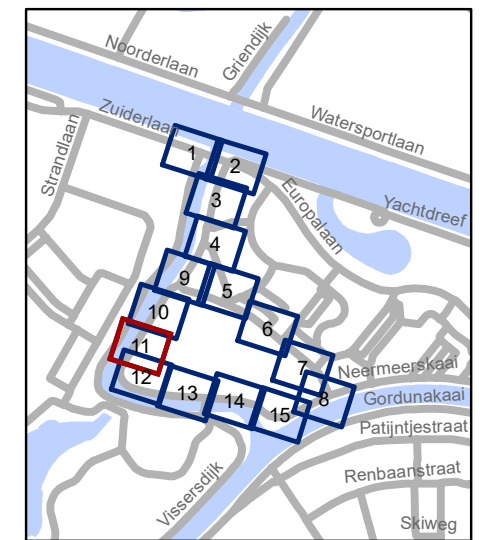 Noorderlaan
Griendijk
Zuiderlaan
Watersportlaan
Strandlaan
1
2
3
Europalaan
Yachtdreef
4
9
5
10
6
11
7
Neermeerskaai
12
13
14
15
8
Gordunakaai
Patijntjestraat
Renbaanstraat
Vissersdijk
Skiweg